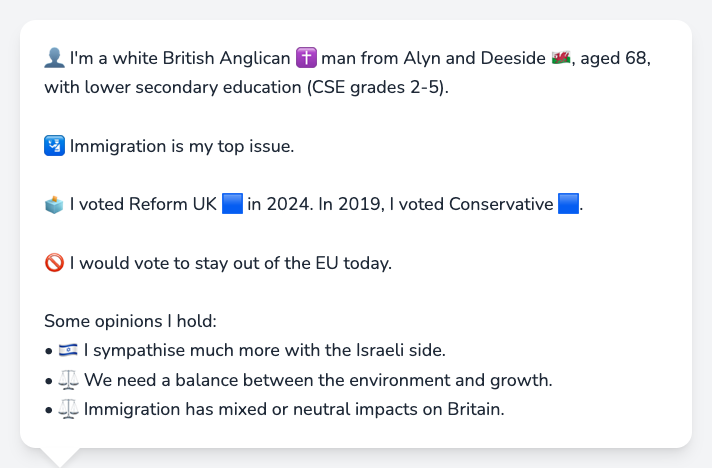 👤 I'm a white British Anglican ✝️ man from Alyn and Deeside 🏴󠁧󠁢󠁷󠁬󠁳󠁿, aged 68,
with lower secondary education (CSE grades 2-5).
🛂 Immigration is my top issue.
🗳️ I voted Reform UK 🟦 in 2024. In 2019, I voted Conservative 🟦.
🚫 I would vote to stay out of the EU today.
Some opinions I hold:
• 🇮🇱 I sympathise much more with the Israeli side.
• ⚖️ We need a balance between the environment and growth.
• ⚖️ Immigration has mixed or neutral impacts on Britain.